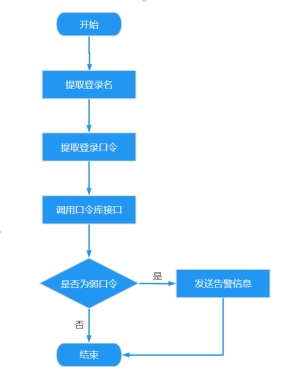 开始
提取登录名
提取登录口令
调用口令库接口
是否为弱口令
是
发送告警信息
否
结束